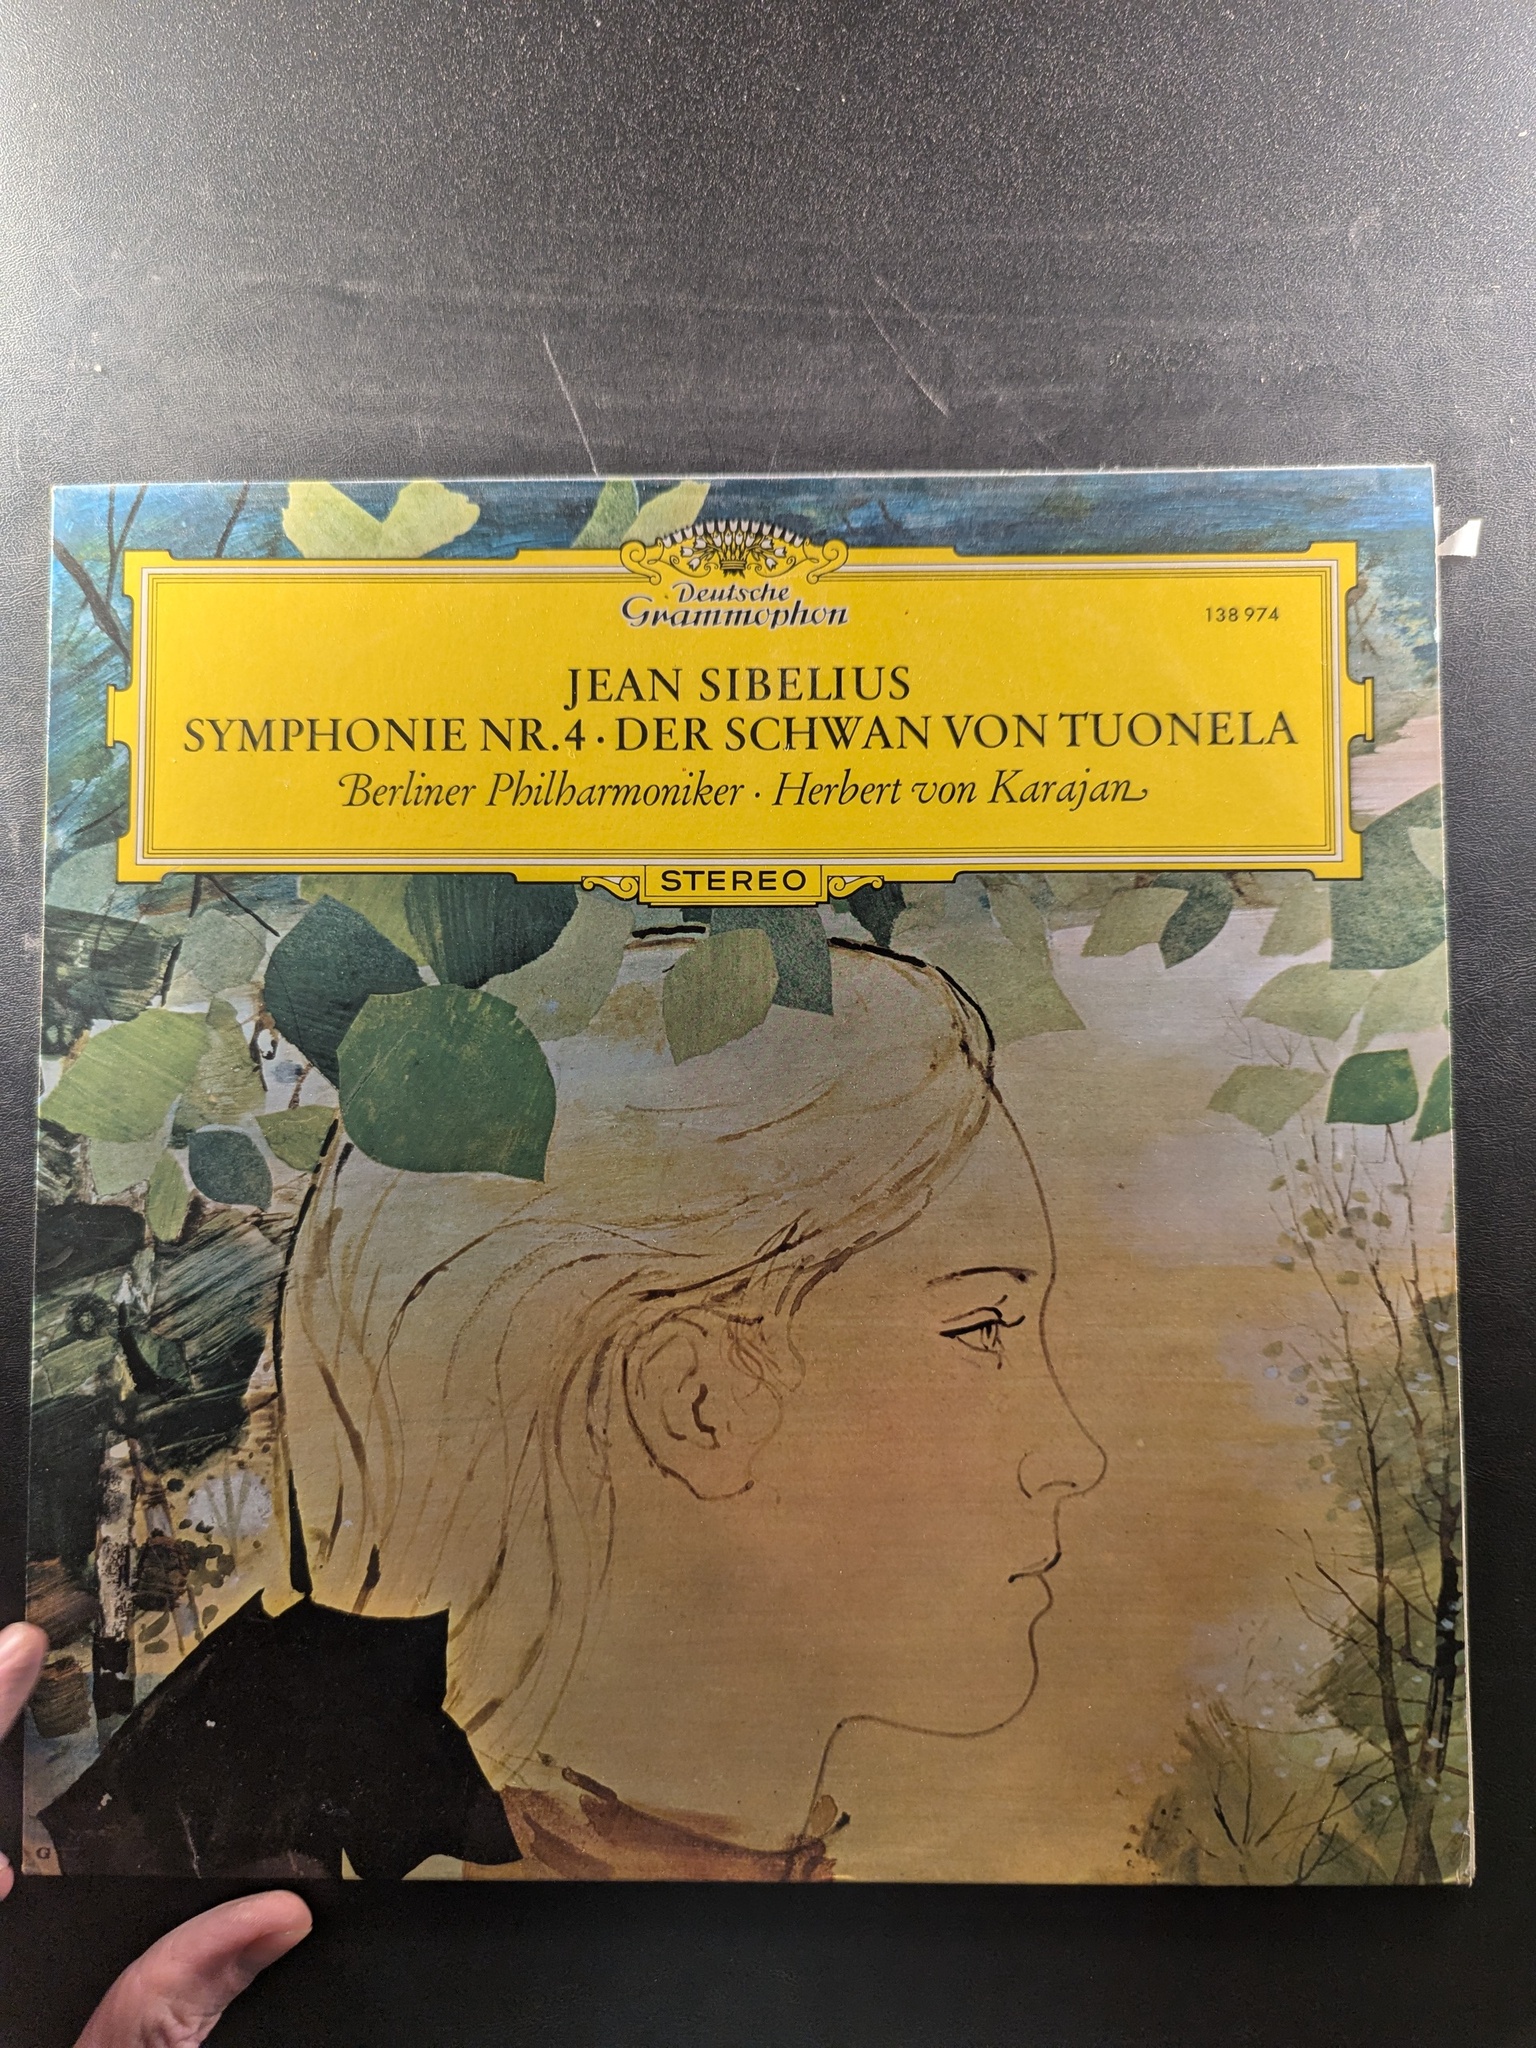 Deutsche
Grammophon
138 974
JEAN SIBELIUS
SYMPHONIE NR. 4 · DER SCHWAN VON TUONELA
Berliner Philharmoniker · Herbert von Karajan
STEREO
G